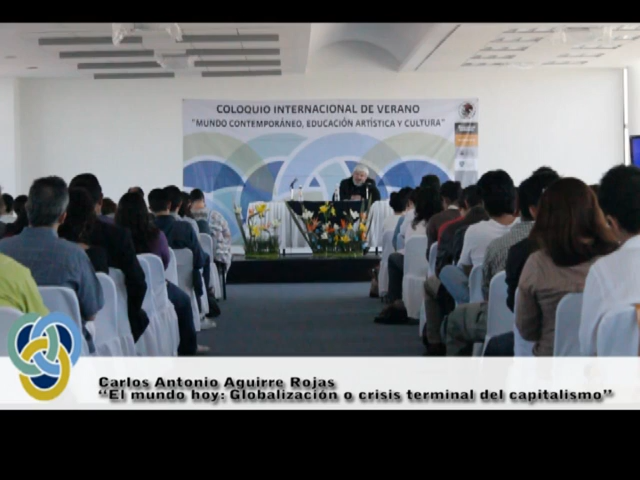 COLOQUIO INTERNACIONAL DE VERANO
"MUNDO CONTEMPORÁNEO, EDUCACIÓN ARTÍSTICA Y CULTURA"
Carlos Antonio Aguirre Rojas
"El mundo hoy: Globalización o crisis terminal del capitalismo"